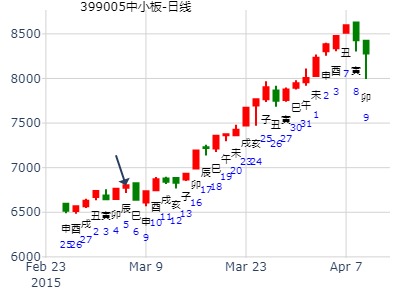 399005中小板-日线
8500
8000
7500
7000
6500
6000
申 酉 戌 丑 寅 卯 辰 巳 申 酉 戌 亥 子 卯 辰 巳 午 未 戌 亥 子 丑 寅 巳 午 未 申 酉 丑 寅 卯
25 26 27 2 3 4 5 6 9 10 11 12 13 16 17 18 19 20 23 24 25 26 27 30 31 1 2 3 7 8 9
Feb 23 Mar 9 Mar 23 Apr 7
2015